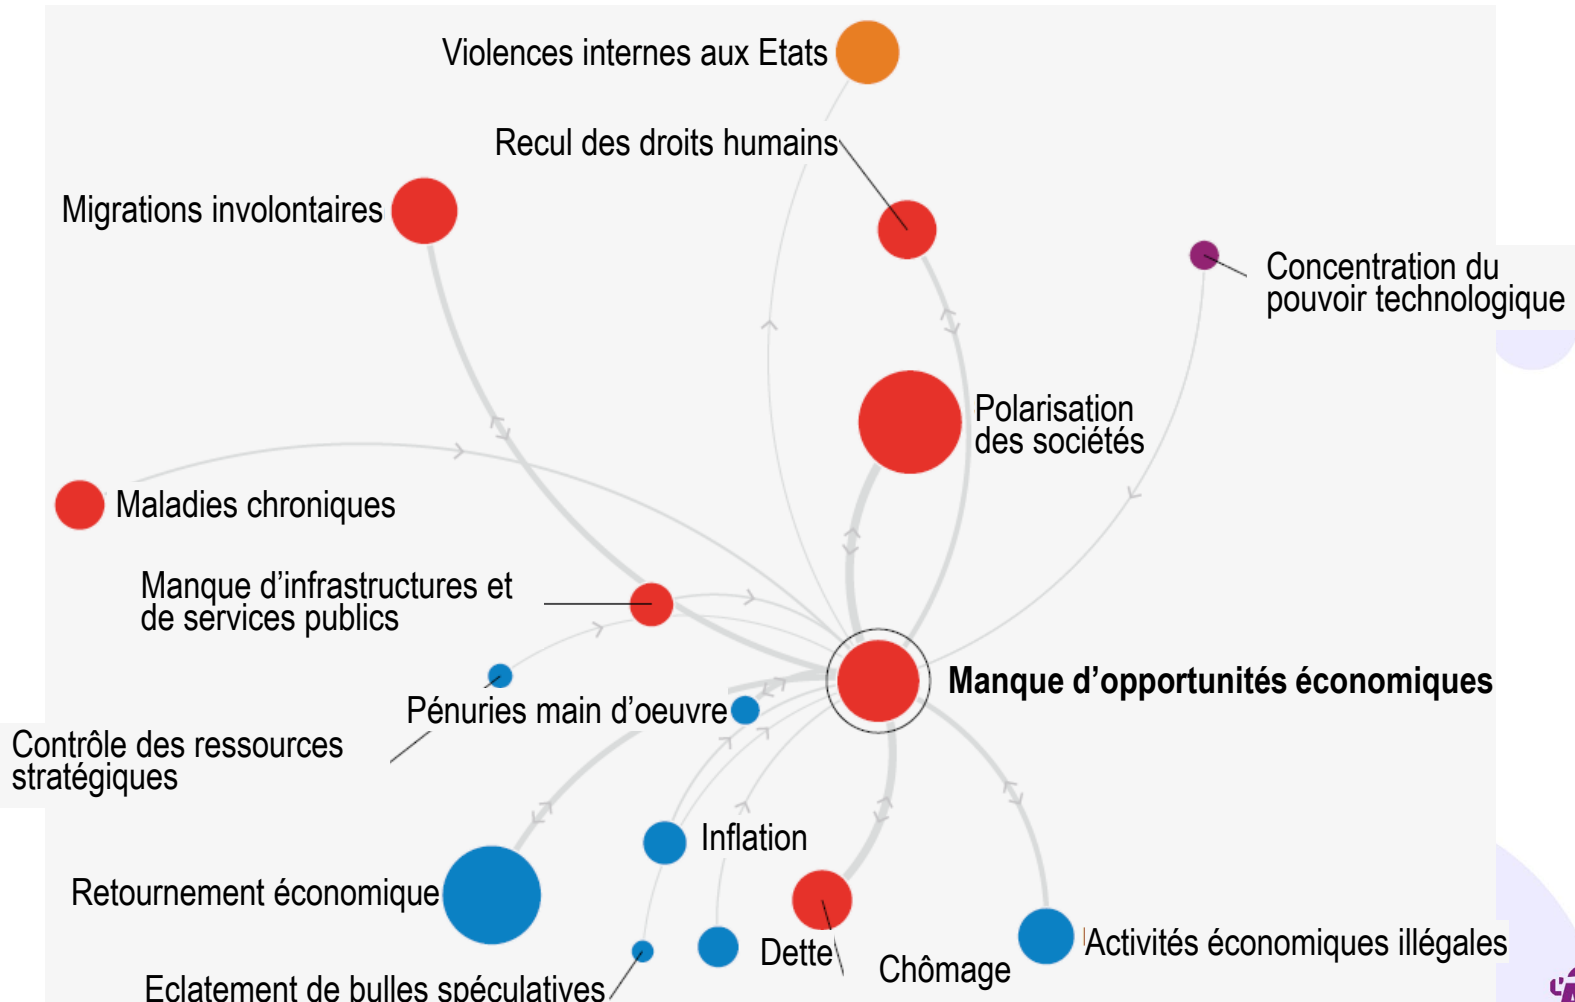 Violences internes aux Etats
Recul des droits humains
Migrations involontaires
Concentration du
pouvoir technologique
Polarisation
des sociétés
Maladies chroniques
Manque d’infrastructures et
de services publics
Manque d’opportunités économiques
Pénuries main d’oeuvre
Contrôle des ressources
stratégiques
Inflation
Retournement économique
Dette
Chômage
Activités économiques illégales
Eclatement de bulles spéculatives